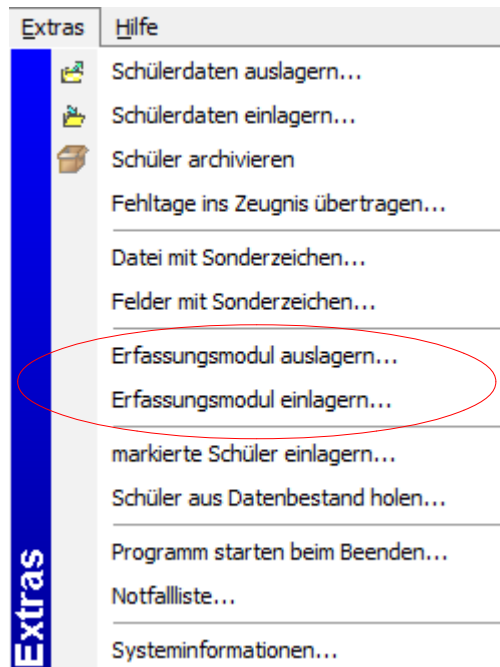 Extras Hilfe
Schülerdaten auslagern...
Schülerdaten einlagern...
Schüler archivieren
Fehltage ins Zeugnis übertragen...
Datei mit Sonderzeichen...
Felder mit Sonderzeichen...
Erfassungsmodul auslagern...
Erfassungsmodul einlagern...
markierte Schüler einlagern...
Schüler aus Datenbestand holen...
Programm starten beim Beenden...
Notfallliste...
Systeminformationen...
Extras